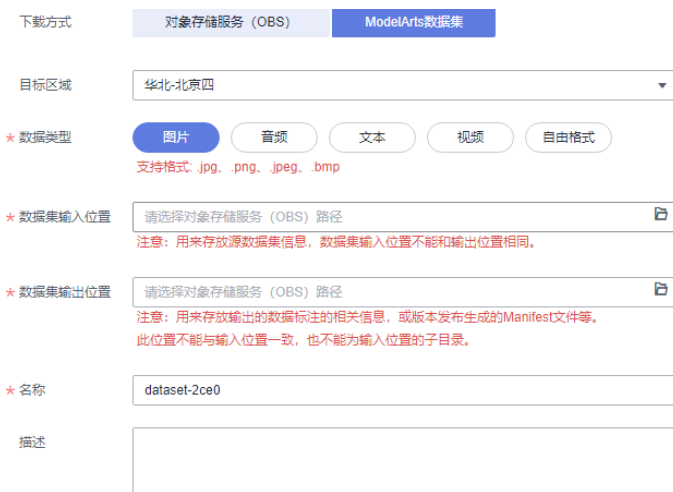 下载方式 对象存储服务（OBS） ModelArts数据集
目标区域 华北-北京四
* 数据类型 图片 音频 文本 视频 自由格式
支持格式: .jpg、.png、.jpeg、.bmp
* 数据集输入位置 请选择对象存储服务（OBS）路径
注意：用来存放源数据集信息，数据集输入位置不能和输出位置相同。
* 数据集输出位置 请选择对象存储服务（OBS）路径
注意：用来存放输出的数据标注的相关信息，或版本发布生成的Manifest文件等。
此位置不能与输入位置一致，也不能为输入位置的子目录。
* 名称 dataset-2ce0
描述